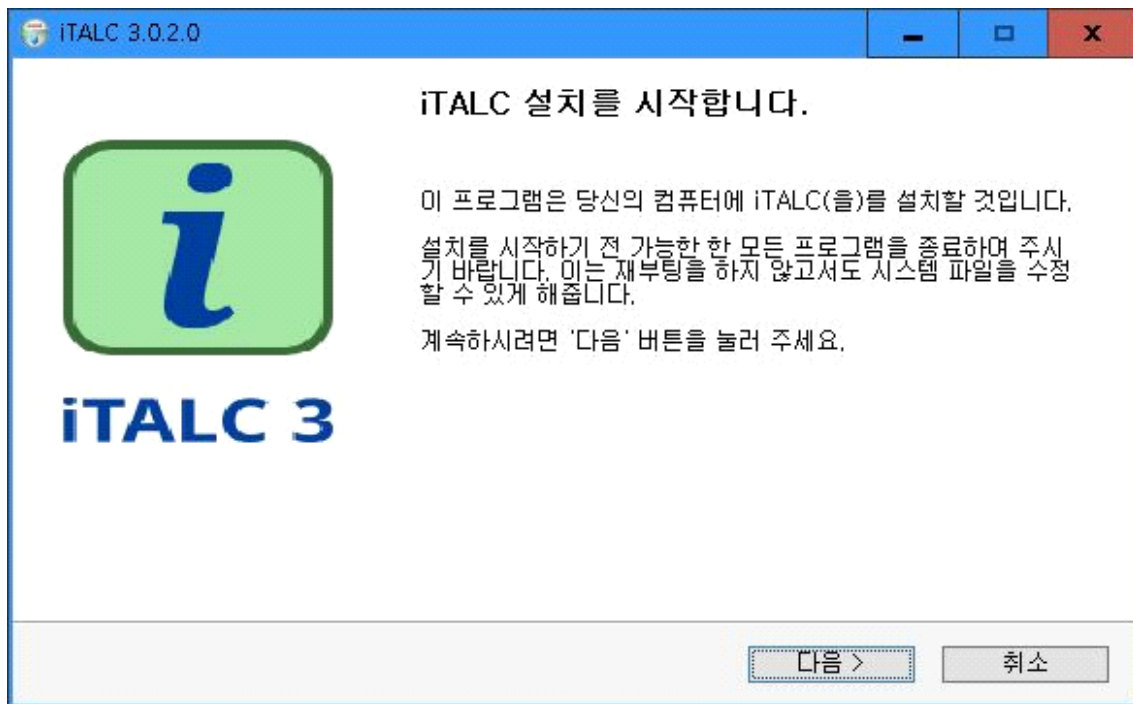 iTALC 3.0.2.0
iTALC 설치를 시작합니다.
이 프로그램은 당신의 컴퓨터에 iTALC(을)를 설치할 것입니다.
설치를 시작하기 전 가능한 한 모든 프로그램을 종료하여 주시
기 바랍니다. 이는 재부팅을 하지 않고서도 시스템 파일을 수정
할 수 있게 해줍니다.
계속하시려면 '다음' 버튼을 눌러 주세요.
i
iTALC 3
다음 >
취소